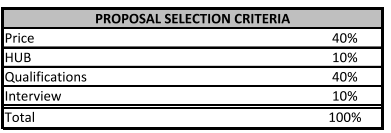 PROPOSAL SELECTION CRITERIA
Price 40%
HUB 10%
Qualifications 40%
Interview 10%
Total 100%